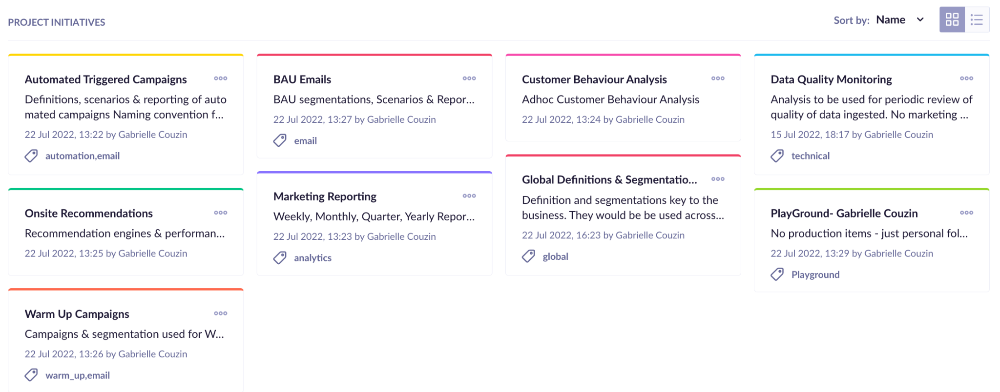 PROJECT INITIATIVES
Sort by: Name
Automated Triggered Campaigns
Definitions, scenarios & reporting of auto
mated campaigns Naming convention f...
22 Jul 2022, 13:22 by Gabrielle Couzin
automation,email
BAU Emails
BAU segmentations, Scenarios & Repor...
22 Jul 2022, 13:27 by Gabrielle Couzin
email
Customer Behaviour Analysis
Adhoc Customer Behaviour Analysis
22 Jul 2022, 13:24 by Gabrielle Couzin
Data Quality Monitoring
Analysis to be used for periodic review of
quality of data ingested. No marketing ...
15 Jul 2022, 18:17 by Gabrielle Couzin
technical
Onsite Recommendations
Recommendation engines & performan...
22 Jul 2022, 13:25 by Gabrielle Couzin
Marketing Reporting
Weekly, Monthly, Quarter, Yearly Repor...
22 Jul 2022, 13:23 by Gabrielle Couzin
analytics
Global Definitions & Segmentatio...
Definition and segmentations key to the
business. They would be be used across...
22 Jul 2022, 16:23 by Gabrielle Couzin
global
PlayGround- Gabrielle Couzin
No production items - just personal fol...
22 Jul 2022, 13:29 by Gabrielle Couzin
Playground
Warm Up Campaigns
Campaigns & segmentation used for W...
22 Jul 2022, 13:26 by Gabrielle Couzin
warm_up,email